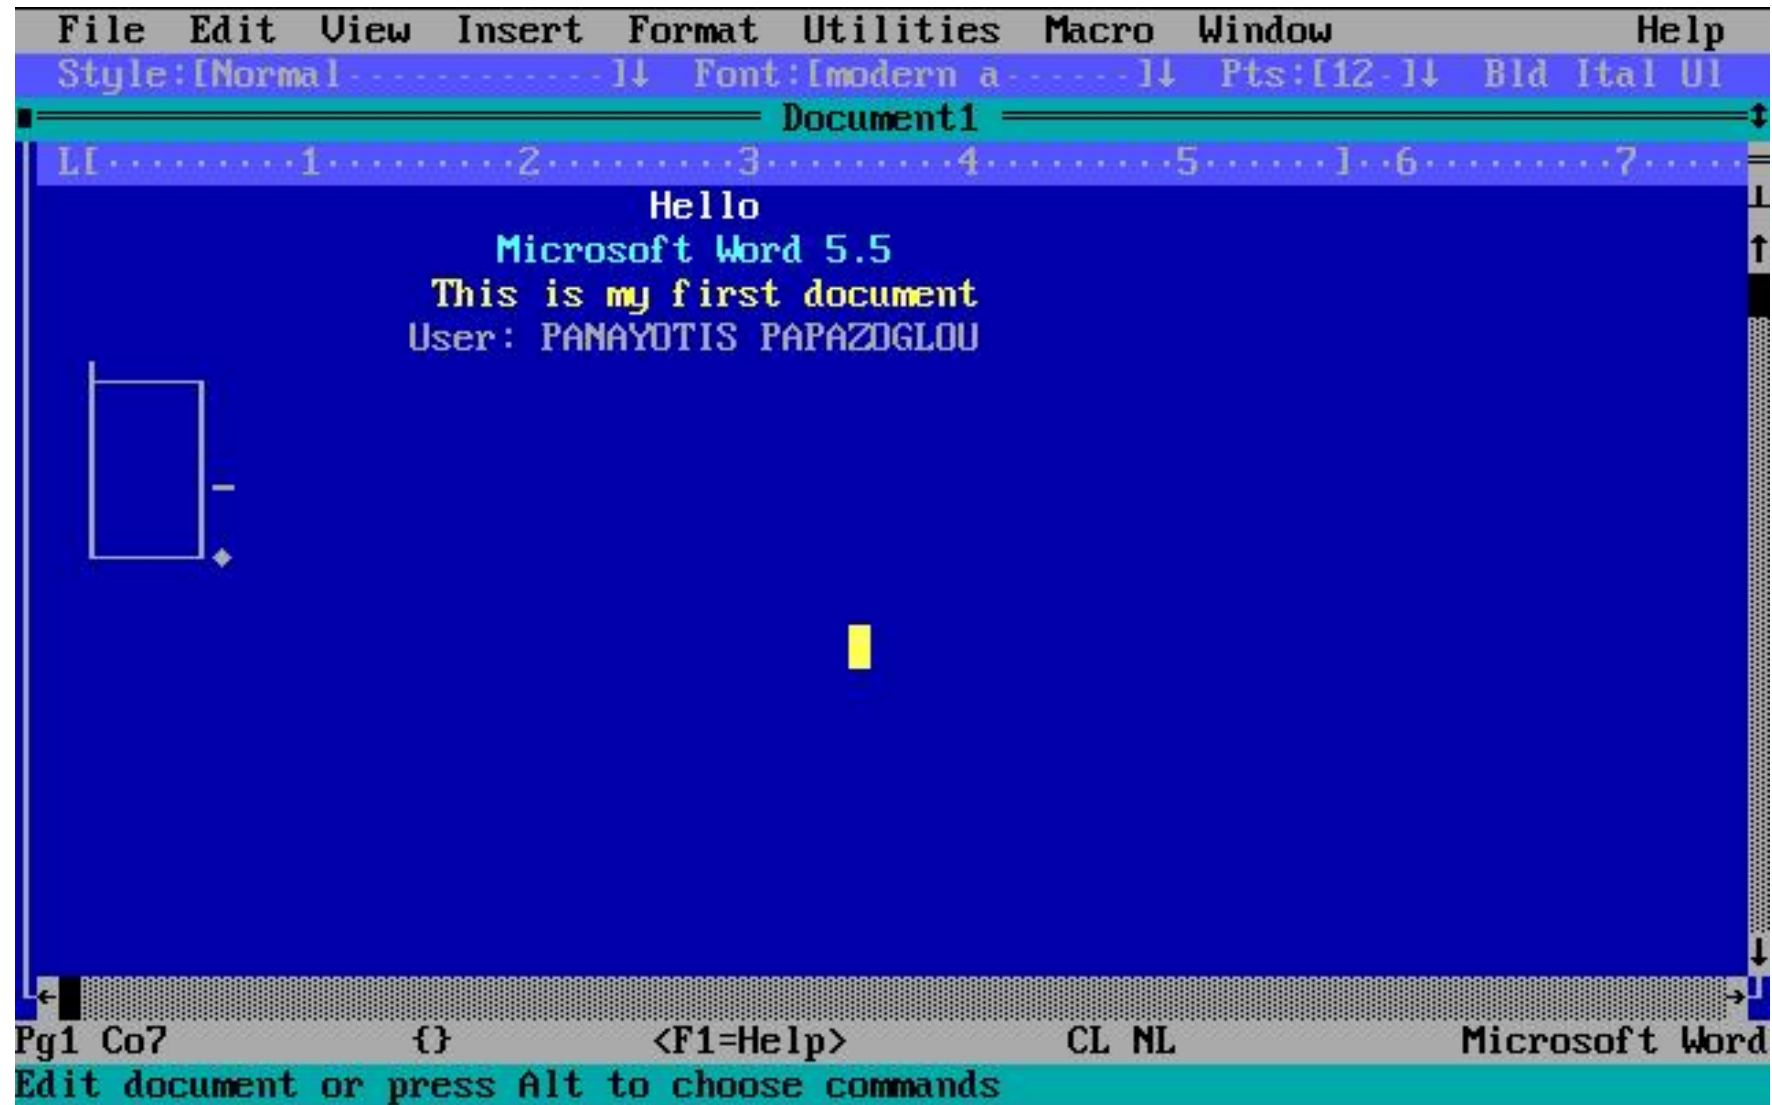 File Edit View Insert Format Utilities Macro Window Help
Style:[Normal------------]↓ Font:[modern a------]↓ Pts:[12-]↓ Bld Ital Ul
Document1
L[·········1·········2·········3·········4·········5······]··6·········7·····
Hello
Microsoft Word 5.5
This is my first document
User: PANAYOTIS PAPAZOGLOU
Pg1 Co7 {} <F1=Help> CL NL Microsoft Word
Edit document or press Alt to choose commands